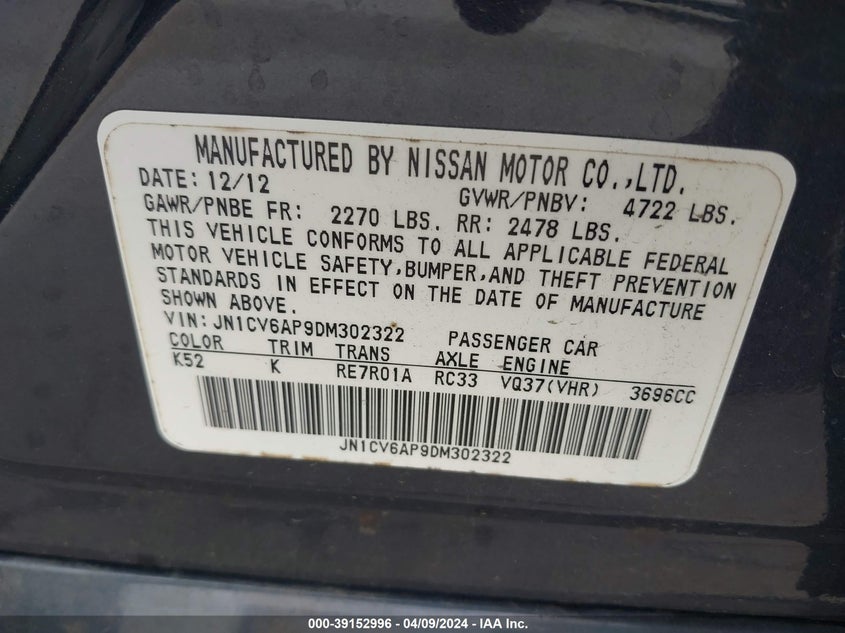 MANUFACTURED BY NISSAN MOTOR CO.,LTD.
DATE: 12/12 GVWR/PNBV: 4722 LBS.
GAWR/PNBE FR: 2270 LBS. RR: 2478 LBS.
THIS VEHICLE CONFORMS TO ALL APPLICABLE FEDERAL
MOTOR VEHICLE SAFETY,BUMPER,AND THEFT PREVENTION
STANDARDS IN EFFECT ON THE DATE OF MANUFACTURE
SHOWN ABOVE.
VIN:JN1CV6AP9DM302322 PASSENGER CAR
COLOR TRIM TRANS AXLE ENGINE
K52 K RE7R01A RC33 VQ37(VHR) 3696CC
JN1CV6AP9DM302322
000-39152996 - 04/09/2024 - IAA Inc.